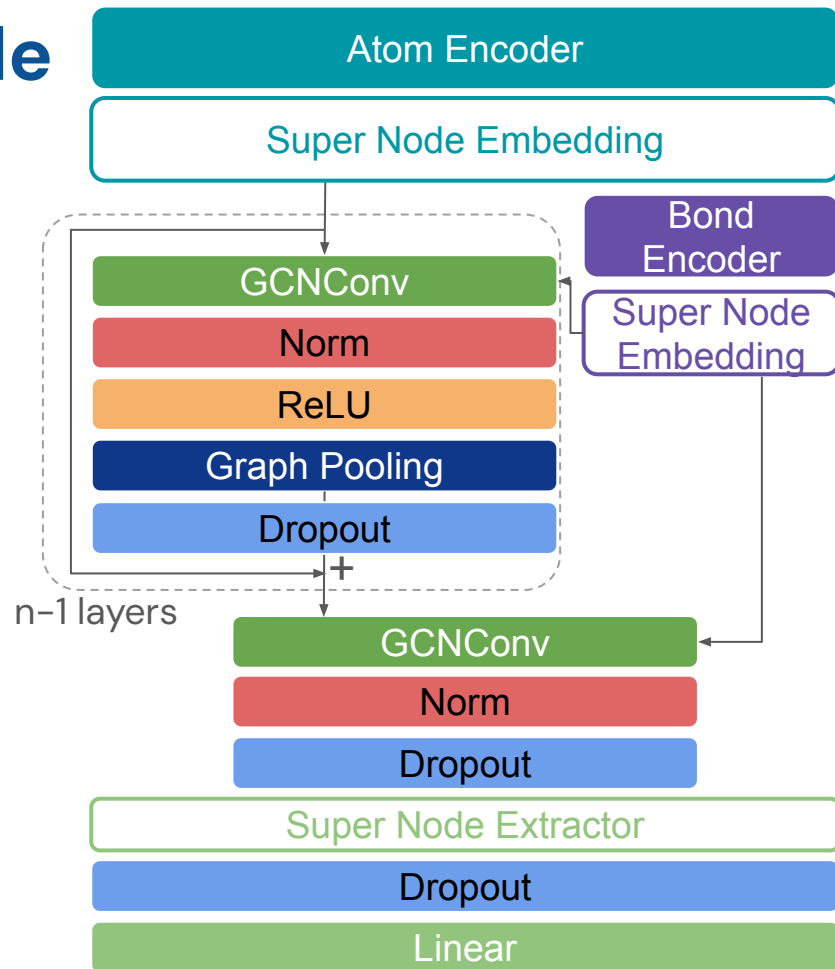 Atom Encoder
Super Node Embedding
Bond
Encoder
Super Node
Embedding
GCNConv
Norm
ReLU
Graph Pooling
Dropout
+
n-1 layers
GCNConv
Norm
Dropout
Super Node Extractor
Dropout
Linear